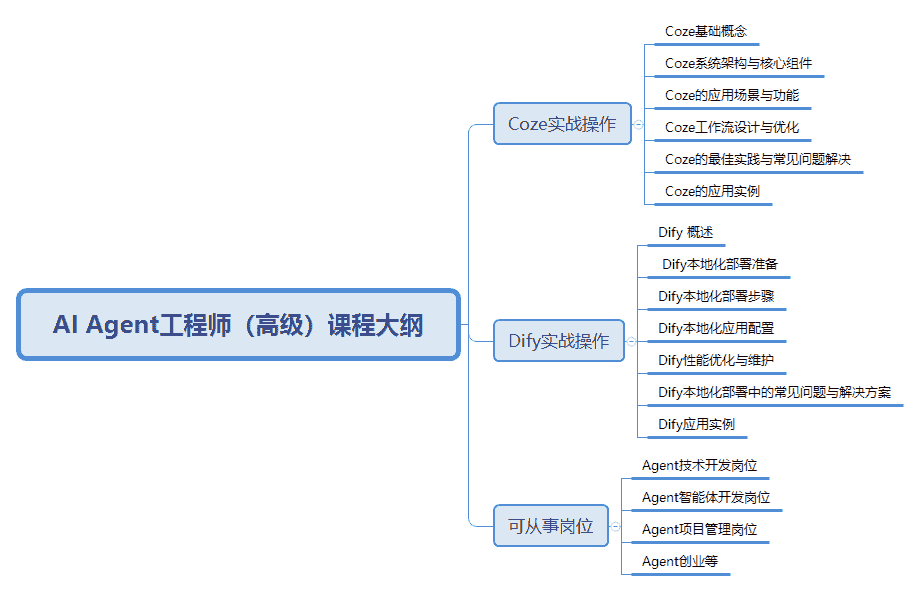 AI Agent工程师（高级）课程大纲
Coze实战操作
Coze基础概念
Coze系统架构与核心组件
Coze的应用场景与功能
Coze工作流设计与优化
Coze的最佳实践与常见问题解决
Coze的应用实例
Dify实战操作
Dify 概述
Dify本地化部署准备
Dify本地化部署步骤
Dify本地化应用配置
Dify性能优化与维护
Dify本地化部署中的常见问题与解决方案
Dify应用实例
可从事岗位
Agent技术开发岗位
Agent智能体开发岗位
Agent项目管理岗位
Agent创业等